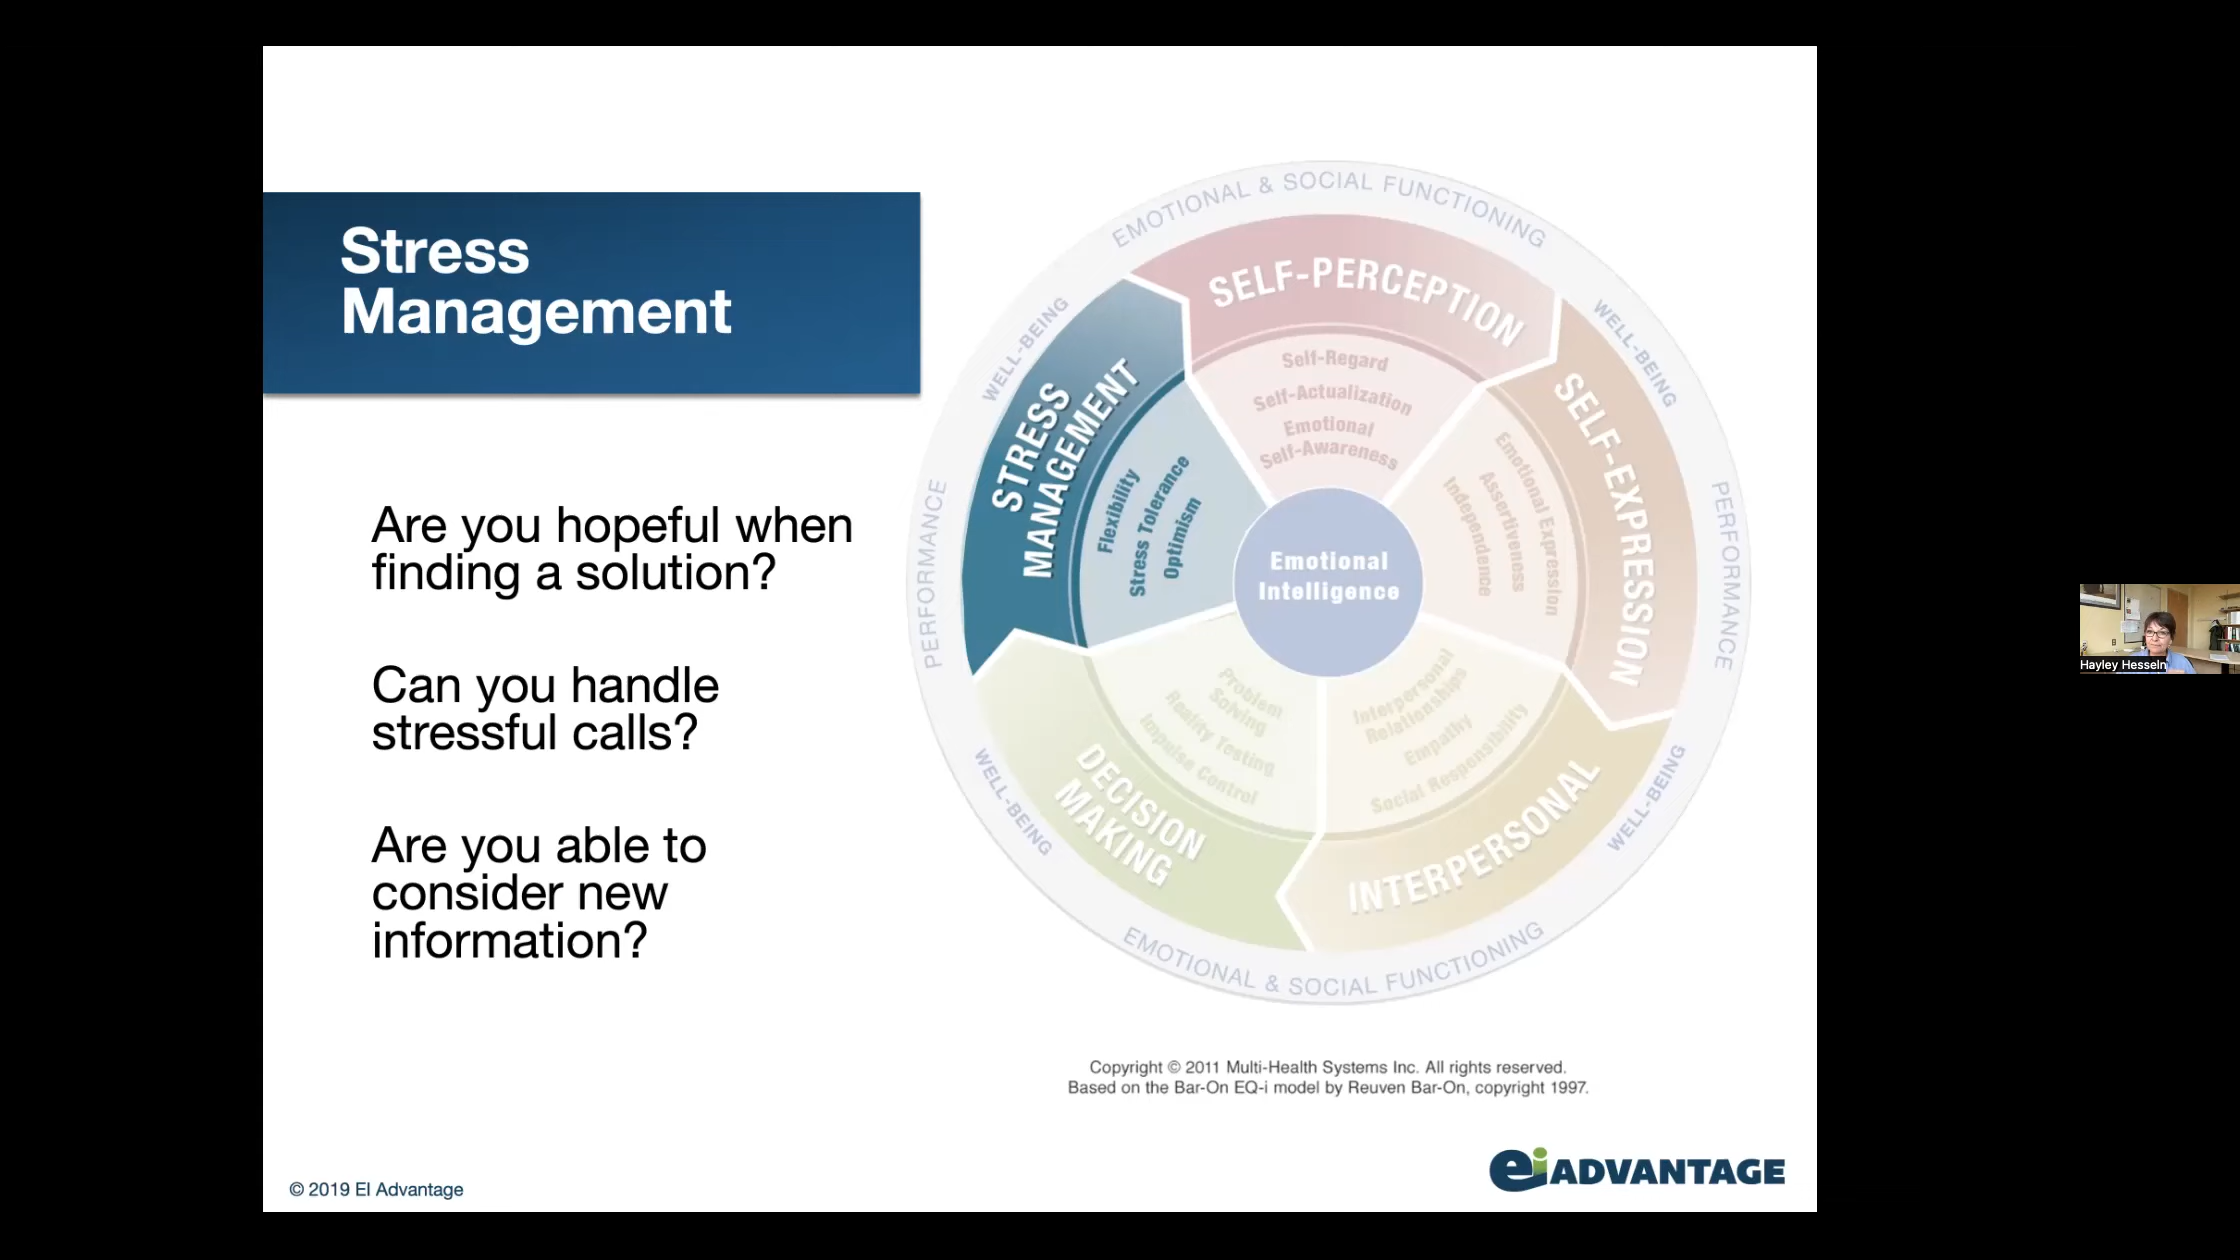 Stress
Management
Are you hopeful when
finding a solution?
Can you handle
stressful calls?
Are you able to
consider new
information?
EMOTIONAL & SOCIAL FUNCTIONING
WELL-BEING
WELL-BEING
PERFORMANCE
PERFORMANCE
WELL-BEING
WELL-BEING
EMOTIONAL & SOCIAL FUNCTIONING
SELF-PERCEPTION
Self-Regard
Self-Actualization
Emotional
Self-Awareness
SELF-EXPRESSION
Emotional Expression
Assertiveness
Independence
INTERPERSONAL
Interpersonal
Relationships
Empathy
Social Responsibility
DECISION
MAKING
Problem
Solving
Reality Testing
Impulse Control
STRESS
MANAGEMENT
Flexibility
Stress Tolerance
Optimism
Emotional
Intelligence
Copyright © 2011 Multi-Health Systems Inc. All rights reserved.
Based on the Bar-On EQ-i model by Reuven Bar-On, copyright 1997.
© 2019 EI Advantage
ei ADVANTAGE
Hayley Hesseln